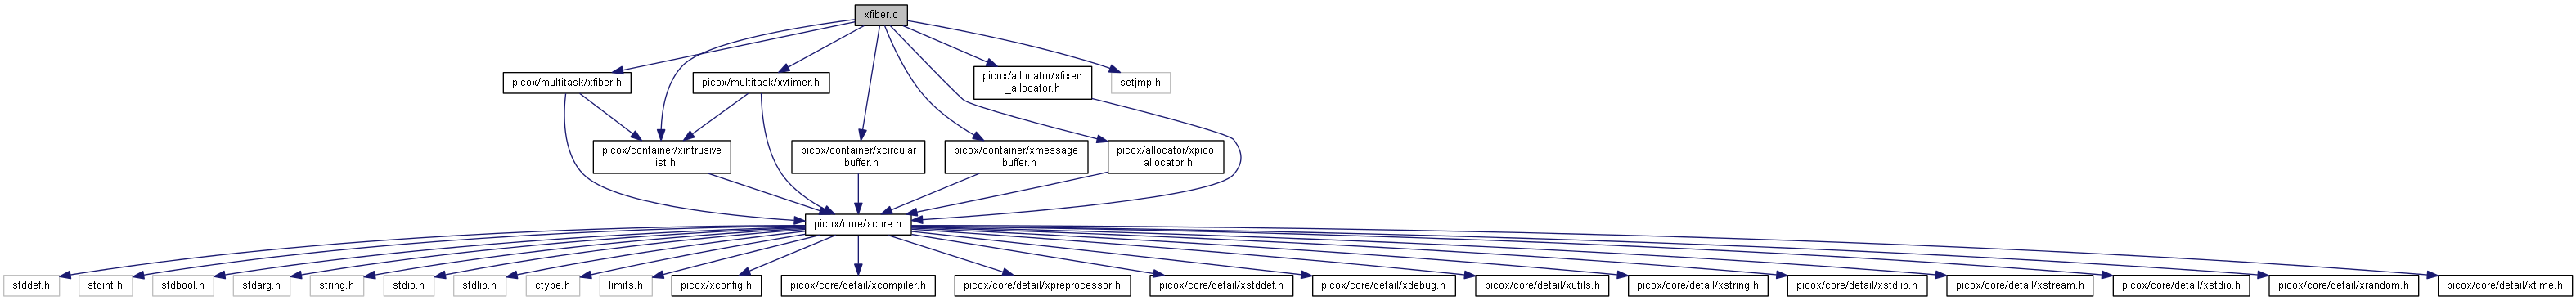 xfiber.c
picox/multitask/xfiber.h
picox/multitask/xvtimer.h
picox/allocator/xfixed
_allocator.h
setjmp.h
picox/container/xintrusive
_list.h
picox/container/xcircular
_buffer.h
picox/container/xmessage
_buffer.h
picox/allocator/xpico
_allocator.h
picox/core/xcore.h
stddef.h
stdint.h
stdbool.h
stdarg.h
string.h
stdio.h
stdlib.h
ctype.h
limits.h
picox/xconfig.h
picox/core/detail/xcompiler.h
picox/core/detail/xpreprocessor.h
picox/core/detail/xstddef.h
picox/core/detail/xdebug.h
picox/core/detail/xutils.h
picox/core/detail/xstring.h
picox/core/detail/xstdlib.h
picox/core/detail/xstream.h
picox/core/detail/xstdio.h
picox/core/detail/xrandom.h
picox/core/detail/xtime.h